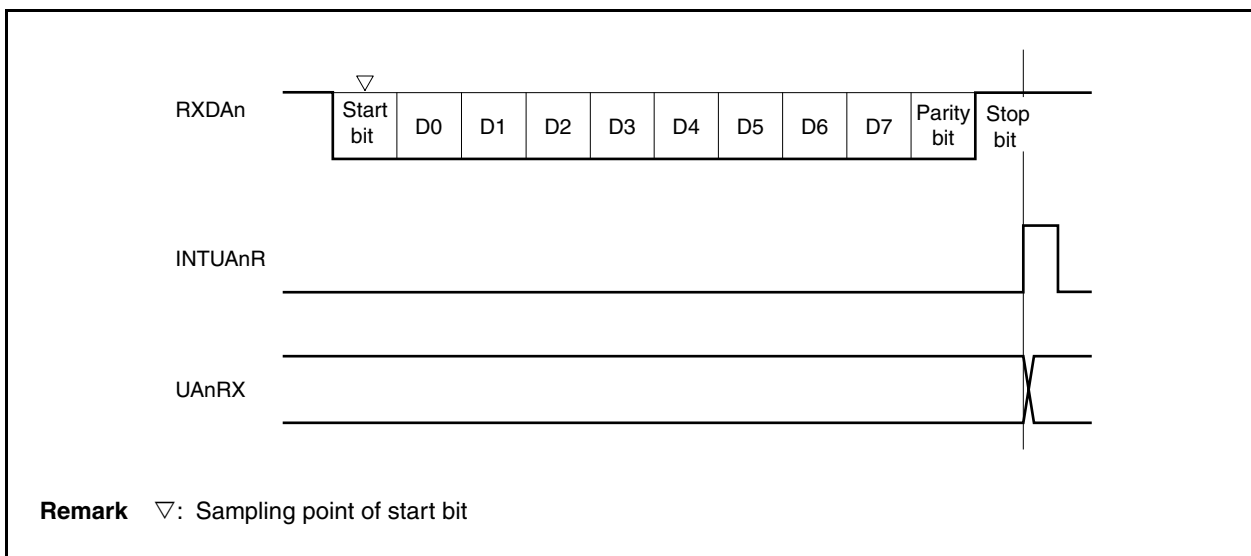 RXDAn
Start bit D0 D1 D2 D3 D4 D5 D6 D7 Parity bit Stop bit
INTUAnR
UAnRX
Remark ▽: Sampling point of start bit